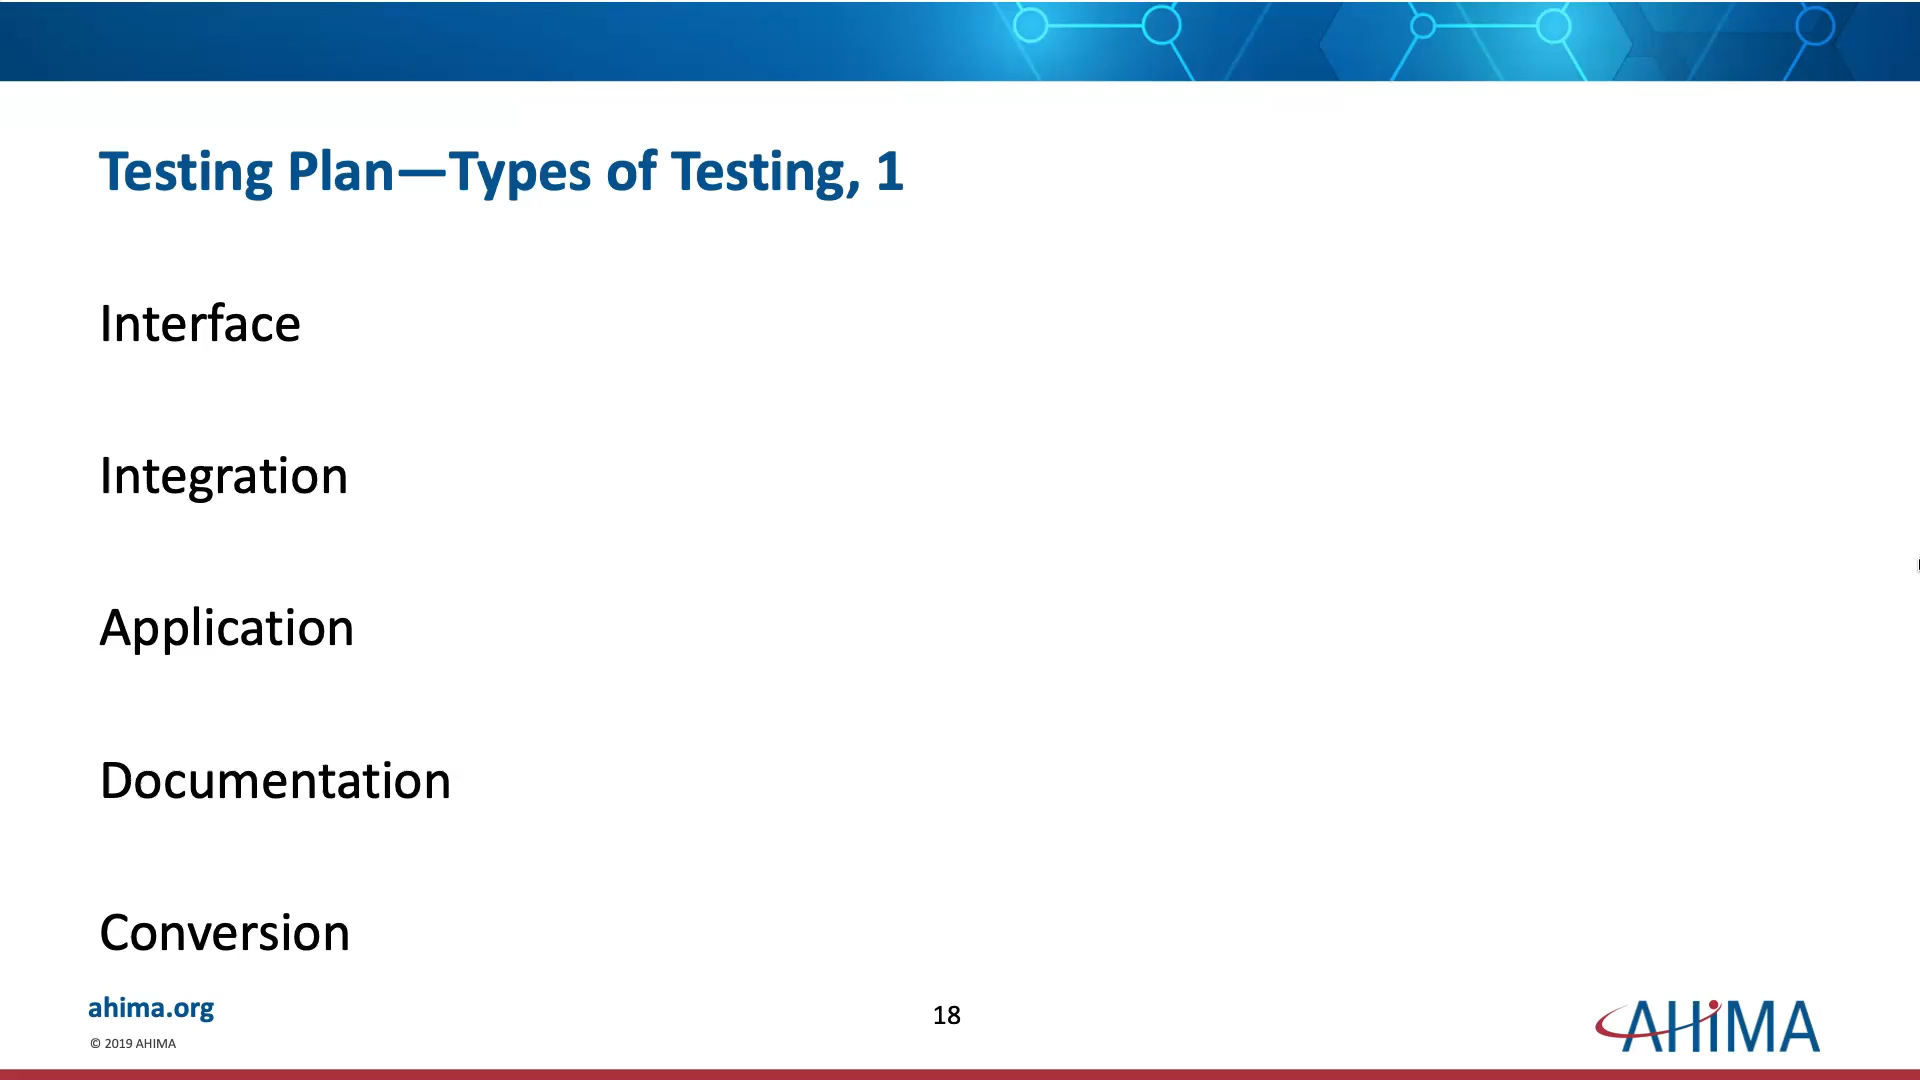 Testing Plan—Types of Testing, 1
Interface
Integration
Application
Documentation
Conversion
ahima.org
18
© 2019 AHIMA
AHiMA